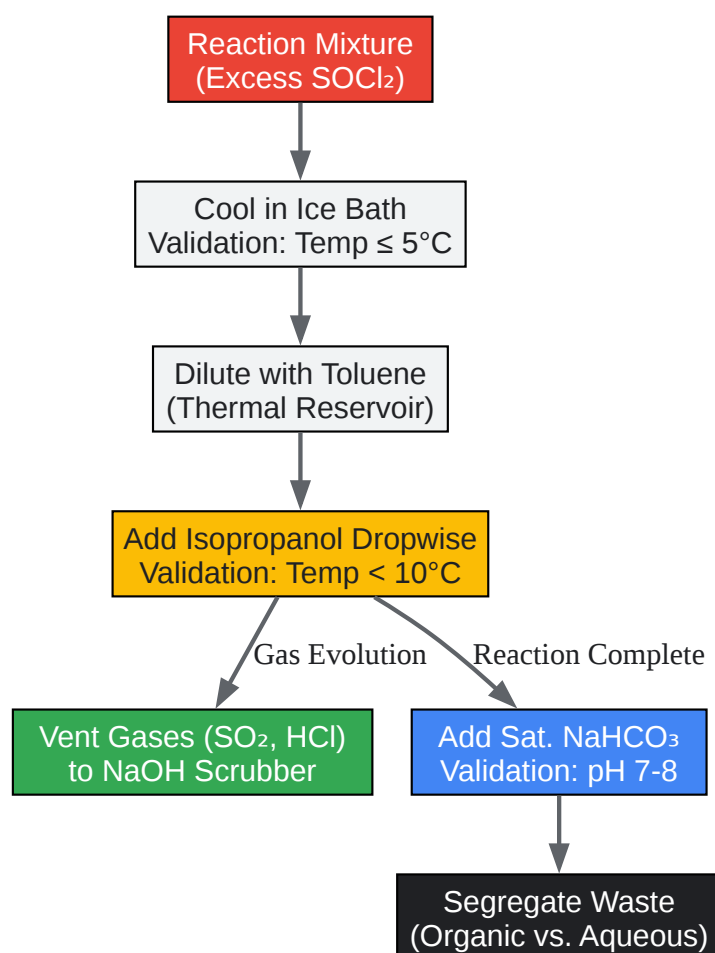 Reaction Mixture
(Excess SOCl₂)
Cool in Ice Bath
Validation: Temp ≤ 5°C
Dilute with Toluene
(Thermal Reservoir)
Add Isopropanol Dropwise
Validation: Temp < 10°C
Gas Evolution
Reaction Complete
Vent Gases (SO₂, HCl)
to NaOH Scrubber
Add Sat. NaHCO₃
Validation: pH 7-8
Segregate Waste
(Organic vs. Aqueous)